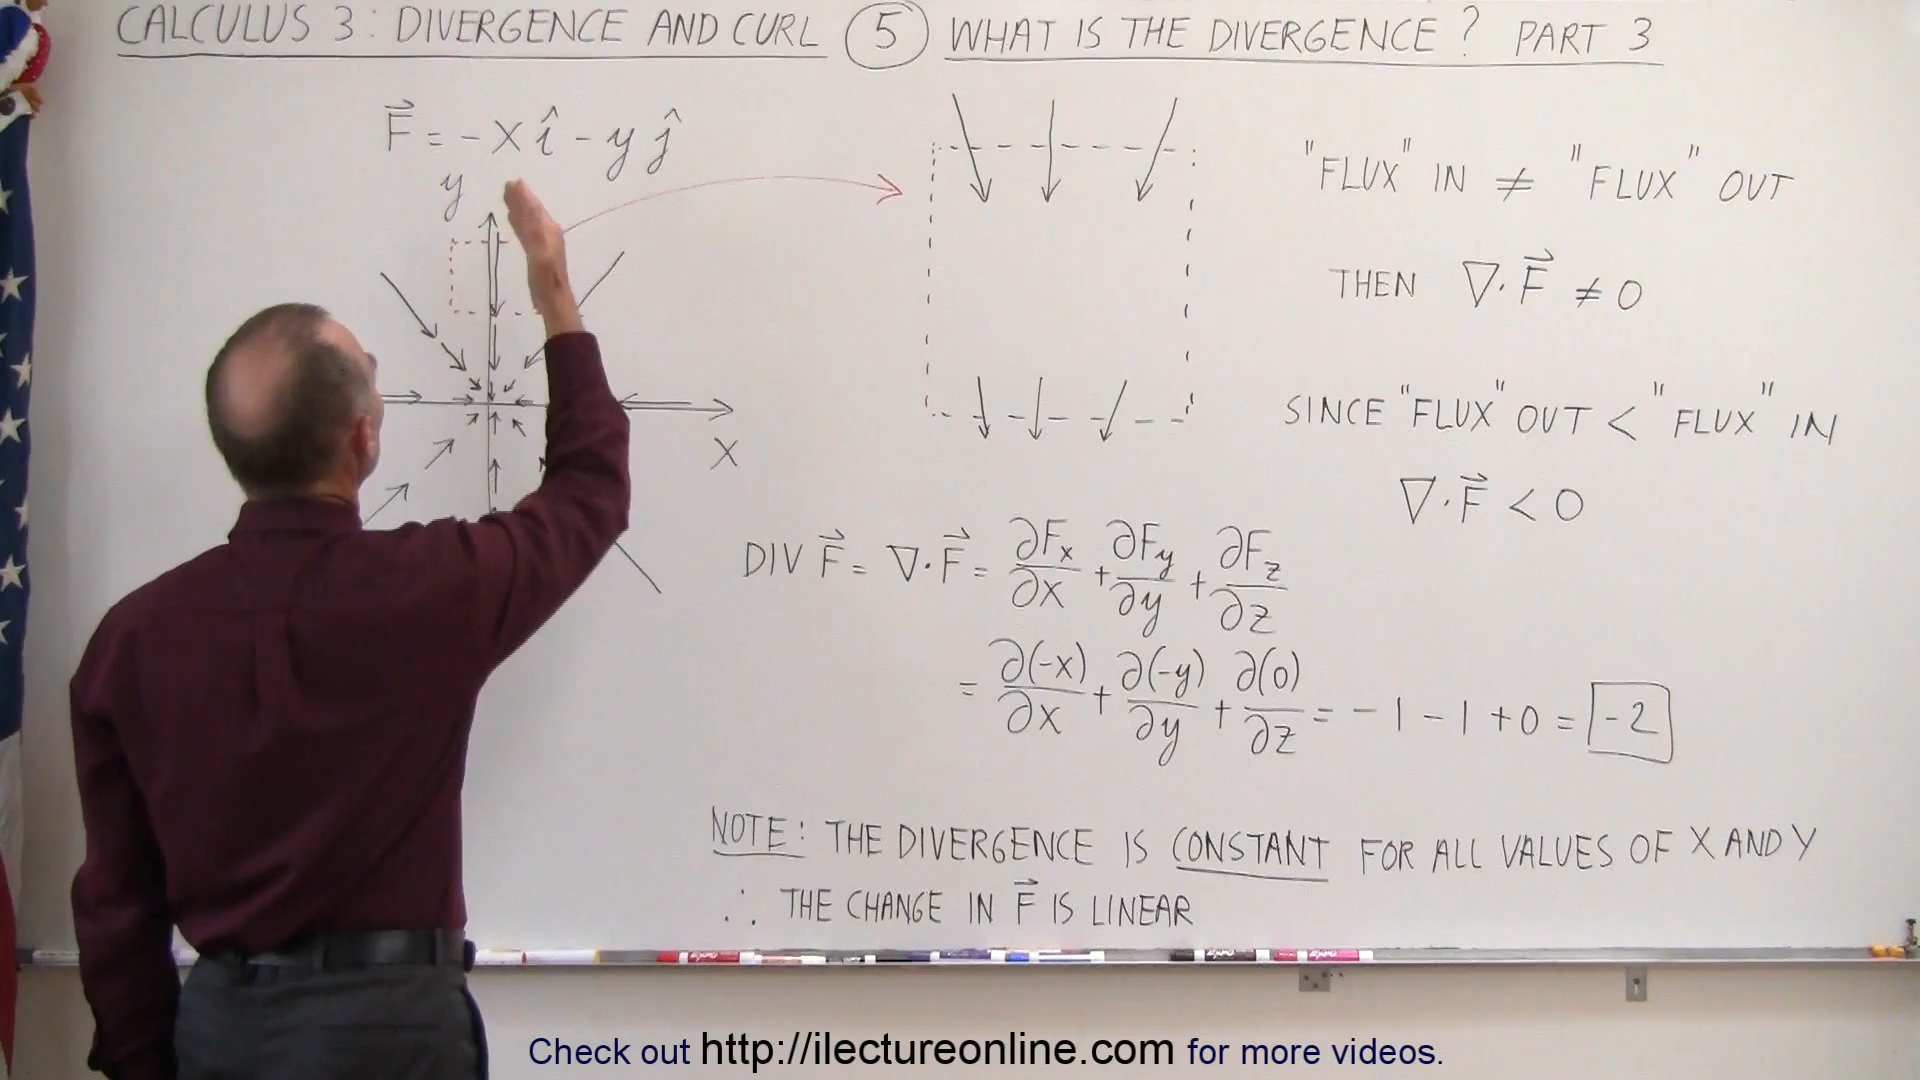 CALCULUS 3: DIVERGENCE AND CURL (5) WHAT IS THE DIVERGENCE? PART 3
F⃗ = -x î - y ĵ
y
X
"FLUX" IN ≠ "FLUX" OUT
THEN ∇·F⃗ ≠ 0
SINCE "FLUX" OUT < "FLUX" IN
∇·F⃗ < 0
DIV F⃗ = ∇·F⃗ = ∂Fx/∂x + ∂Fy/∂y + ∂Fz/∂z
= ∂(-x)/∂x + ∂(-y)/∂y + ∂(0)/∂z = -1 -1 +0 = -2
NOTE: THE DIVERGENCE IS CONSTANT FOR ALL VALUES OF X AND Y
∴ THE CHANGE IN F⃗ IS LINEAR
Check out http://ilectureonline.com for more videos.